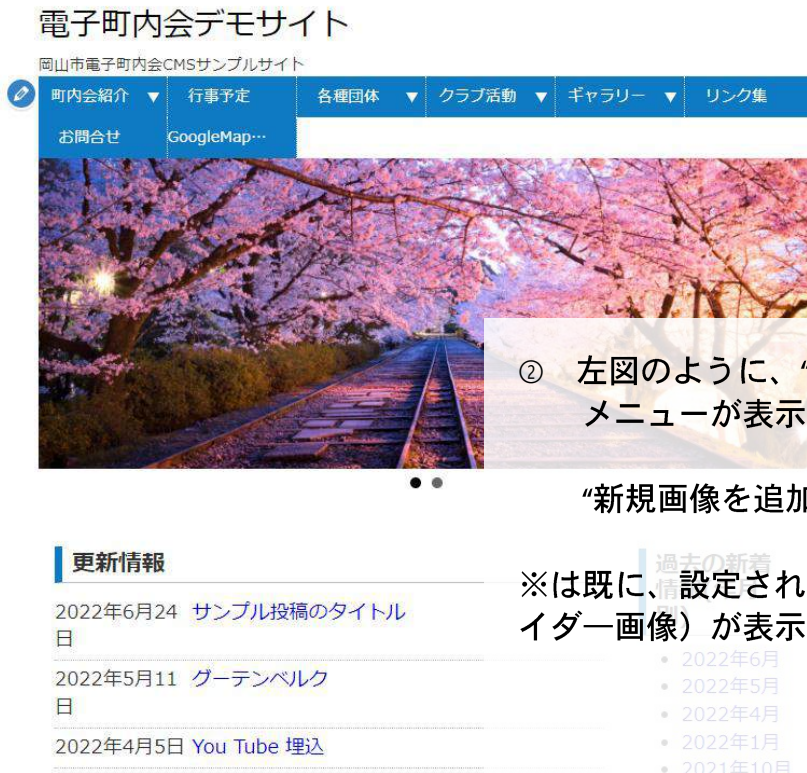 電子町内会デモサイト
岡山市電子町内会CMSサンプルサイト
町内会紹介 ▼ 行事予定 各種団体 ▼ クラブ活動 ▼ ギャラリー ▼ リンク集
お問合せ GoogleMap…
② 左図のように、“
メニューが表示
“新規画像を追加
更新情報
2022年6月24日 サンプル投稿のタイトル
2022年5月11日 グーテンベルク
2022年4月5日 You Tube 埋込
過去の新着
情
別）
※は既に、設定され
イダー画像）が表示
• 2022年6月
• 2022年5月
• 2022年4月
• 2022年1月
• 2021年10月